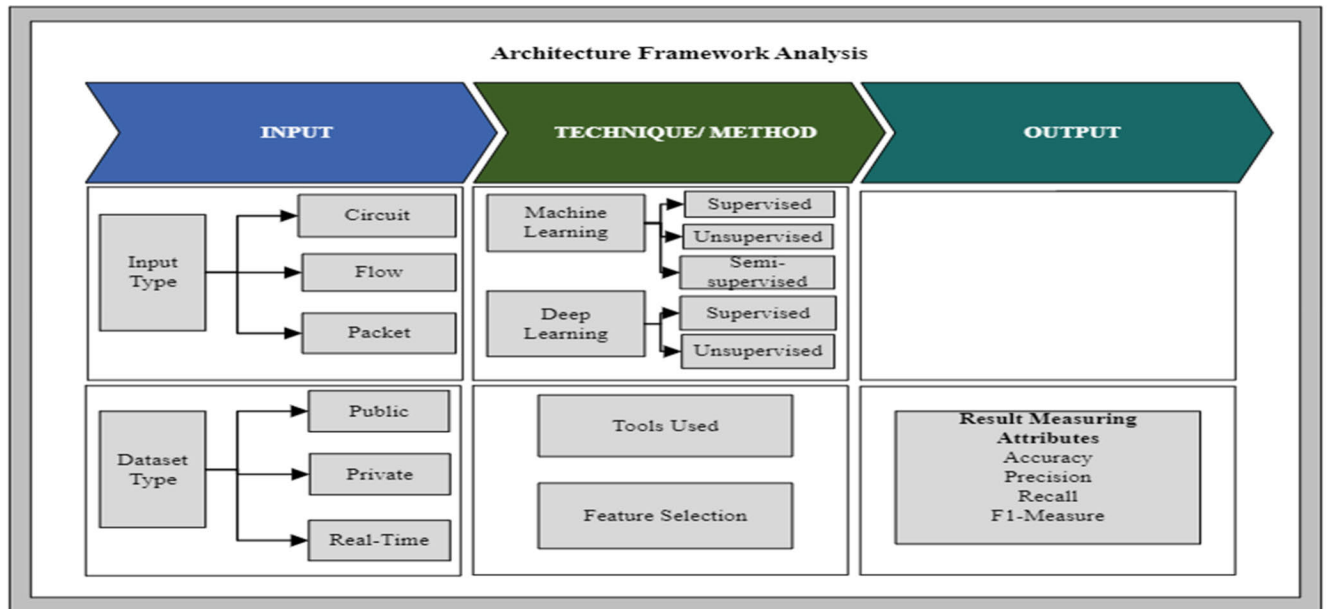 Architecture Framework Analysis
INPUT
TECHNIQUE/ METHOD
OUTPUT
Input
Type
Circuit
Flow
Packet
Machine
Learning
Supervised
Unsupervised
Semi-
supervised
Deep
Learning
Supervised
Unsupervised
Dataset
Type
Public
Private
Real-Time
Tools Used
Feature Selection
Result Measuring
Attributes
Accuracy
Precision
Recall
F1-Measure